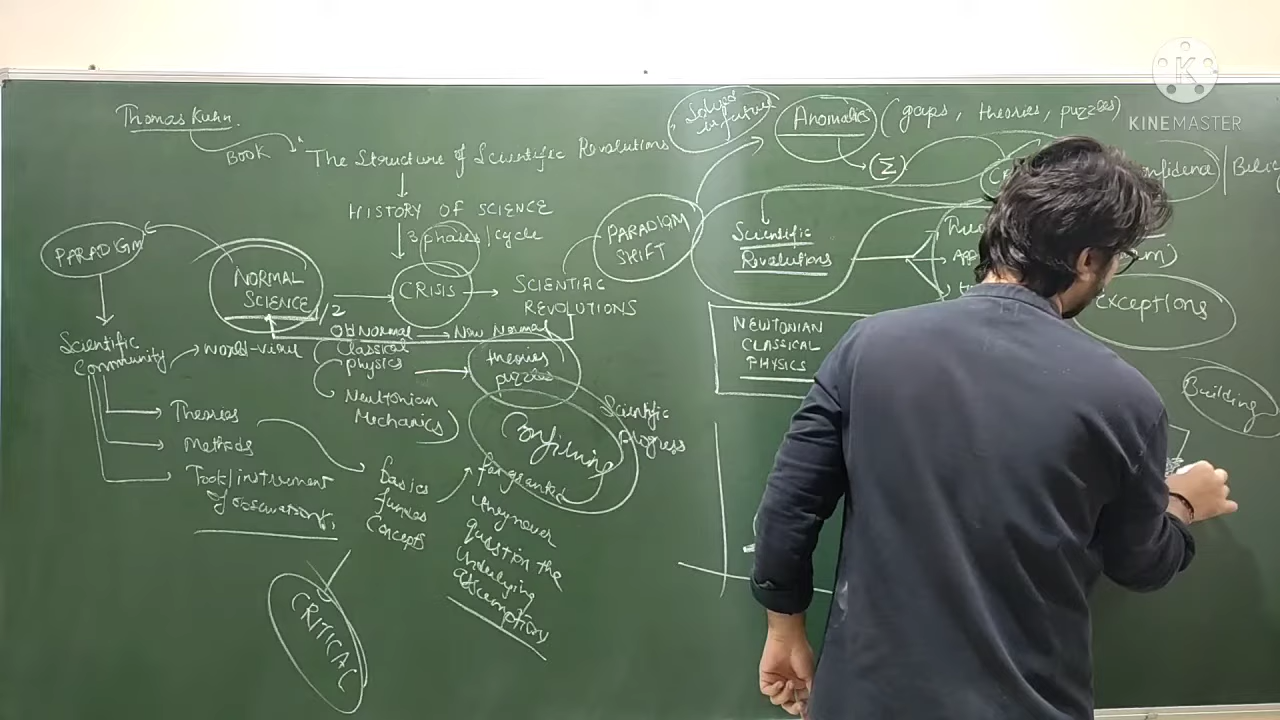 Thomas Kuhn.
BOOK
The Structure of Scientific Revolutions
HISTORY OF SCIENCE
3 phases/cycle
PARADIGM
NORMAL
SCIENCE
/2
CRISIS
SCIENTIFIC
REVOLUTIONS
PARADIGM
SHIFT
Old Normal
New Normal
Classical
physics
Newtonian
Mechanics
theories
puzzles
Confirming
Scientific
progress
Scientific
Community
World-view
Theories
Methods
Tools/instrument
of observations
Basics
Concepts
for granted
they never
question the
underlying
assumptions
CRITICAL
Solved
in future
Anomalies
(gaps, theories, puzzles)
(Σ)
Scientific
Revolutions
Exceptions
NEWTONIAN
CLASSICAL
PHYSICS
Building
K
KINEMASTER